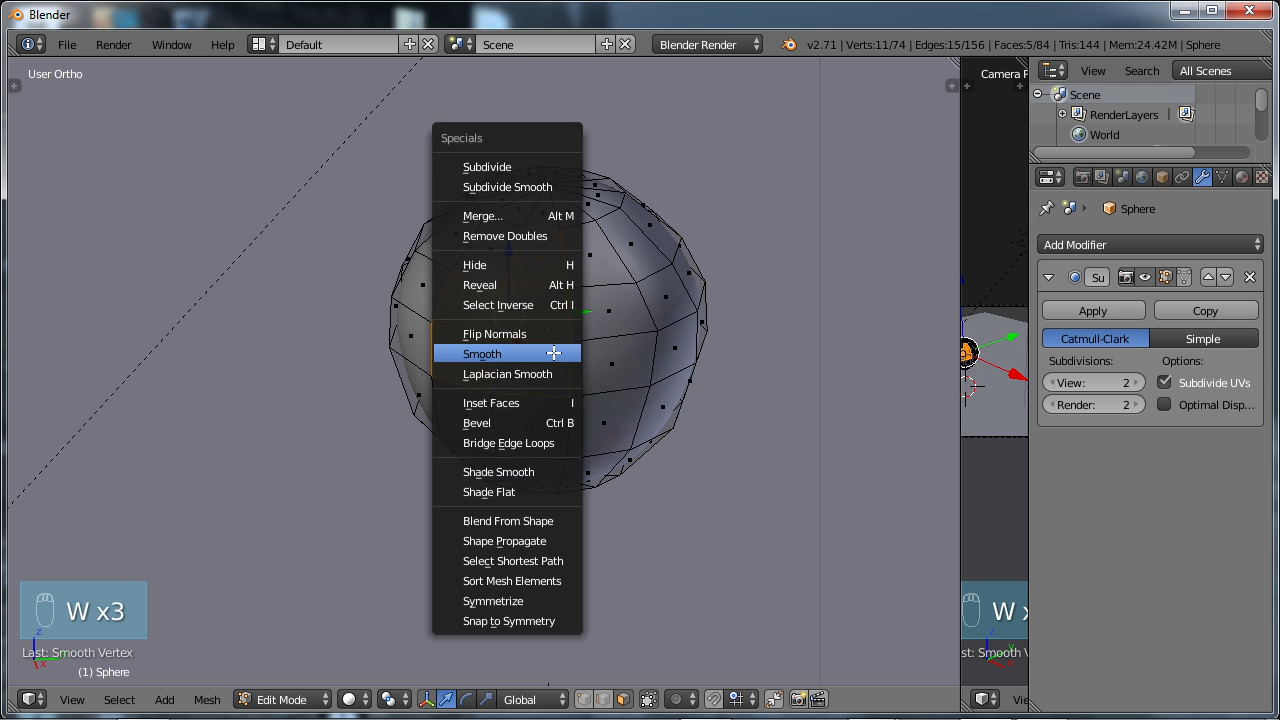 Blender
File Render Window Help Default Scene Blender Render v2.71 | Verts:11/74 | Edges:15/156 | Faces:5/84 | Tris:144 | Mem:24.42M | Sphere
User Ortho
Camera P
View Search All Scenes
Scene
RenderLayers |
World
Sphere
Add Modifier
Su
Apply Copy
Catmull-Clark Simple
Subdivisions: Options:
View: 2 Subdivide UVs
Render: 2 Optimal Disp...
Specials
Subdivide
Subdivide Smooth
Merge... Alt M
Remove Doubles
Hide H
Reveal Alt H
Select Inverse Ctrl I
Flip Normals
Smooth
Laplacian Smooth
Inset Faces I
Bevel Ctrl B
Bridge Edge Loops
Shade Smooth
Shade Flat
Blend From Shape
Shape Propagate
Select Shortest Path
Sort Mesh Elements
Symmetrize
Snap to Symmetry
W x3
W x
z
Last: Smooth Vertex
st: Smooth V
(1) Sphere
View Select Add Mesh Edit Mode Global